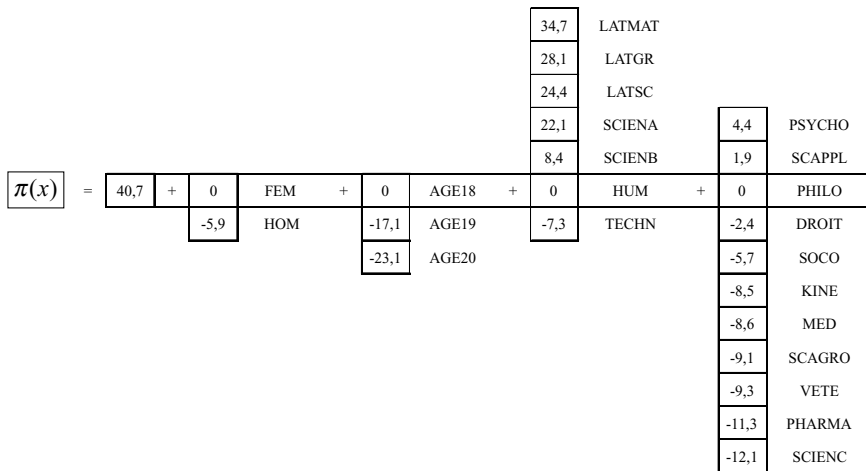 34,7 LATMAT
28,1 LATGR
24,4 LATSC
22,1 SCIENA 4,4 PSYCHO
8,4 SCIENB 1,9 SCAPPL
π(x) = 40,7 + 0 FEM + 0 AGE18 + 0 HUM + 0 PHILO
-5,9 HOM -17,1 AGE19 -7,3 TECHN -2,4 DROIT
-23,1 AGE20 -5,7 SOCO
-8,5 KINE
-8,6 MED
-9,1 SCAGRO
-9,3 VETE
-11,3 PHARMA
-12,1 SCIENC